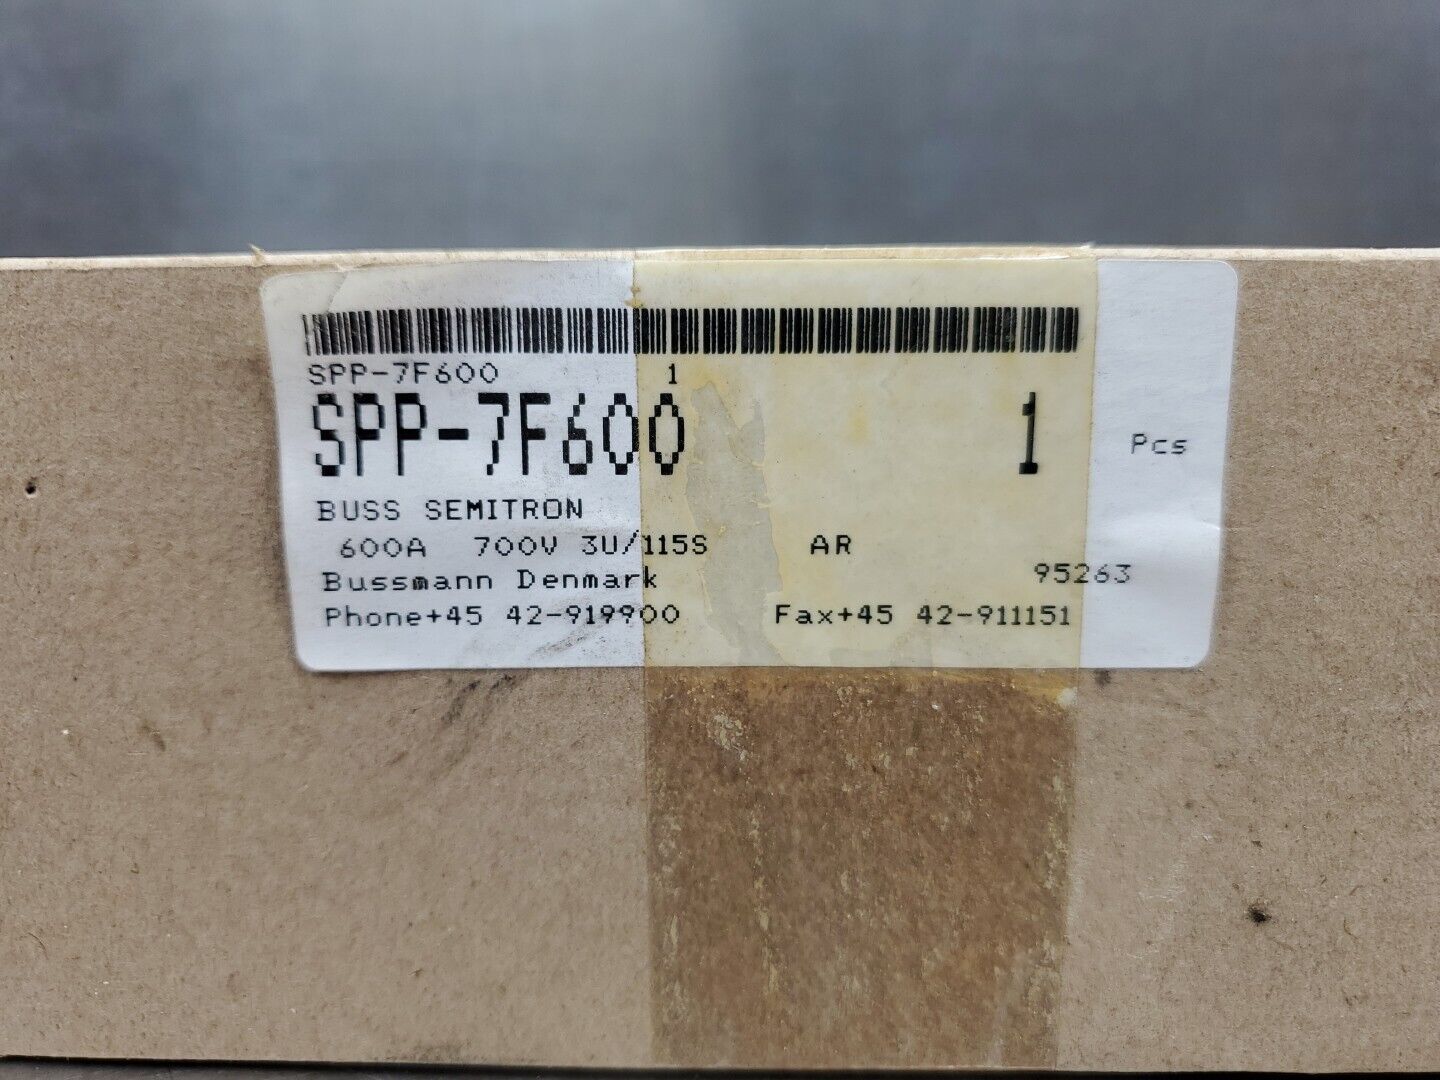 SPP-7F600 1
SPP-7F600 1 Pcs
BUSS SEMITRON
600A 700V 3U/115S AR
Bussmann Denmark 95263
Phone+45 42-919900 Fax+45 42-911151